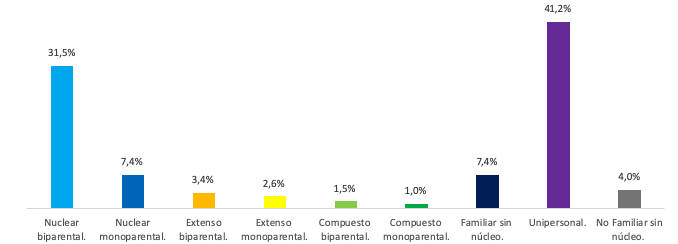 41,2%
31,5%
7,4%
3,4%
2,6%
1,5%
1,0%
7,4%
4,0%
Nuclear
biparental.
Nuclear
monoparental.
Extenso
biparental.
Extenso
monoparental.
Compuesto
biparental.
Compuesto
monoparental.
Familiar sin
núcleo.
Unipersonal.
No Familiar sin
núcleo.